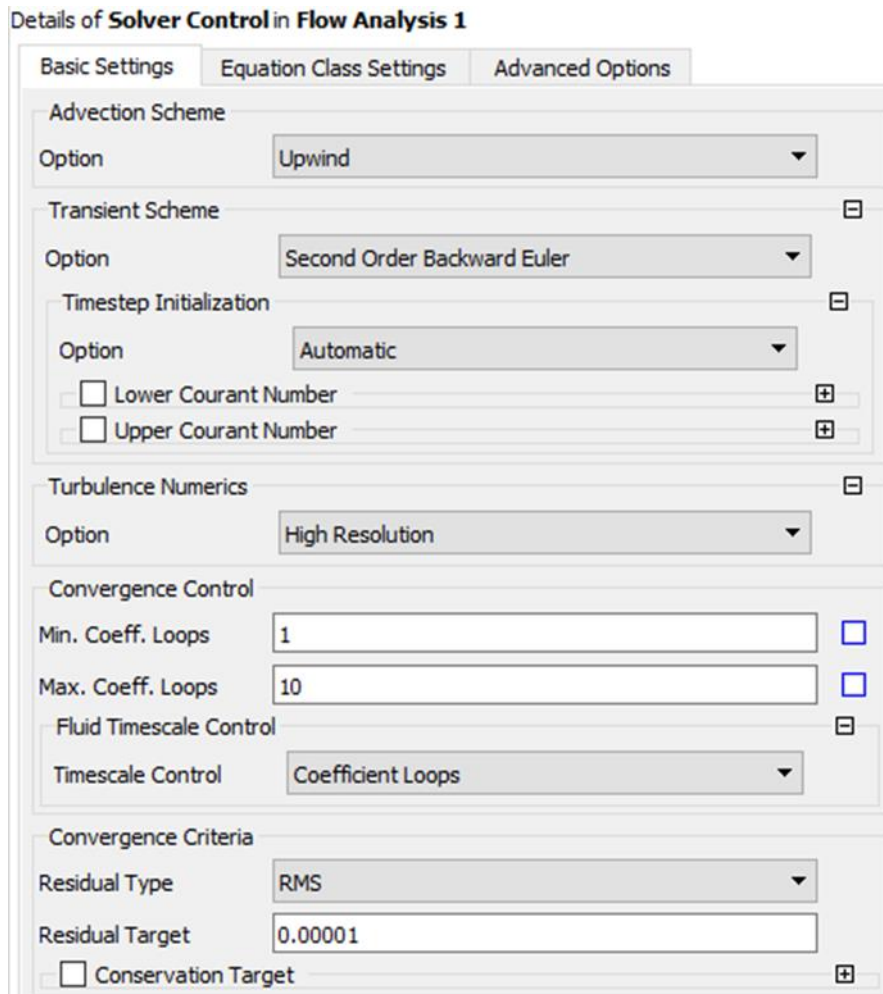 Details of Solver Control in Flow Analysis 1
Basic Settings Equation Class Settings Advanced Options
Advection Scheme
Option Upwind
Transient Scheme
Option Second Order Backward Euler
Timestep Initialization
Option Automatic
Lower Courant Number
Upper Courant Number
Turbulence Numerics
Option High Resolution
Convergence Control
Min. Coeff. Loops 1
Max. Coeff. Loops 10
Fluid Timescale Control
Timescale Control Coefficient Loops
Convergence Criteria
Residual Type RMS
Residual Target 0.00001
Conservation Target